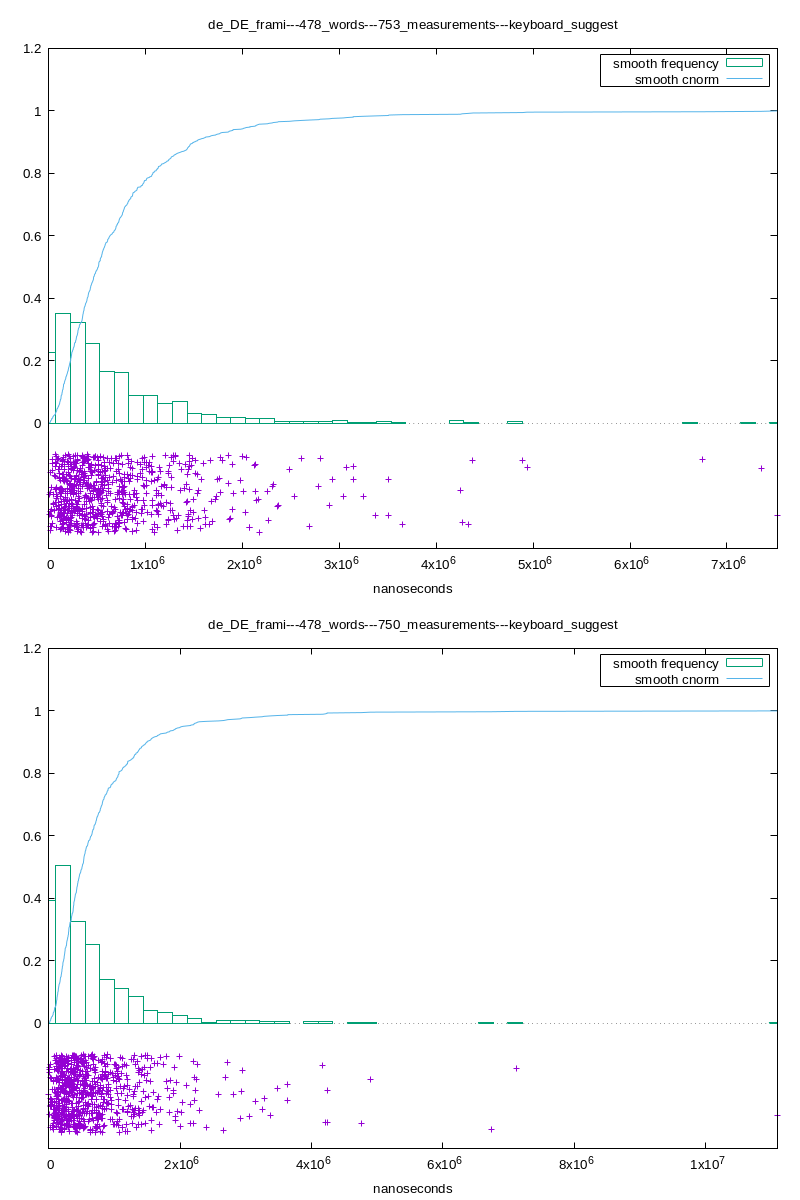 de_DE_frami---478_words---753_measurements---keyboard_suggest
1.2
smooth frequency
smooth cnorm
1
0.8
0.6
0.4
0.2
0
0 1x10^6 2x10^6 3x10^6 4x10^6 5x10^6 6x10^6 7x10^6
nanoseconds
de_DE_frami---478_words---750_measurements---keyboard_suggest
1.2
smooth frequency
smooth cnorm
1
0.8
0.6
0.4
0.2
0
0 2x10^6 4x10^6 6x10^6 8x10^6 1x10^7
nanoseconds